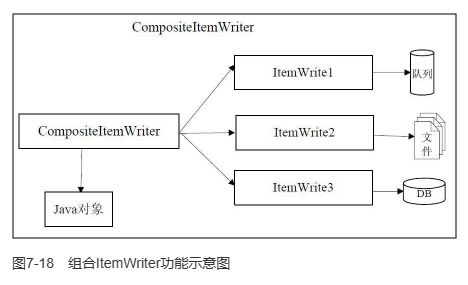 CompositeItemWriter
ItemWrite1
队列
CompositeItemWriter
ItemWrite2
文件
ItemWrite3
DB
Java对象
图7-18 组合ItemWriter功能示意图